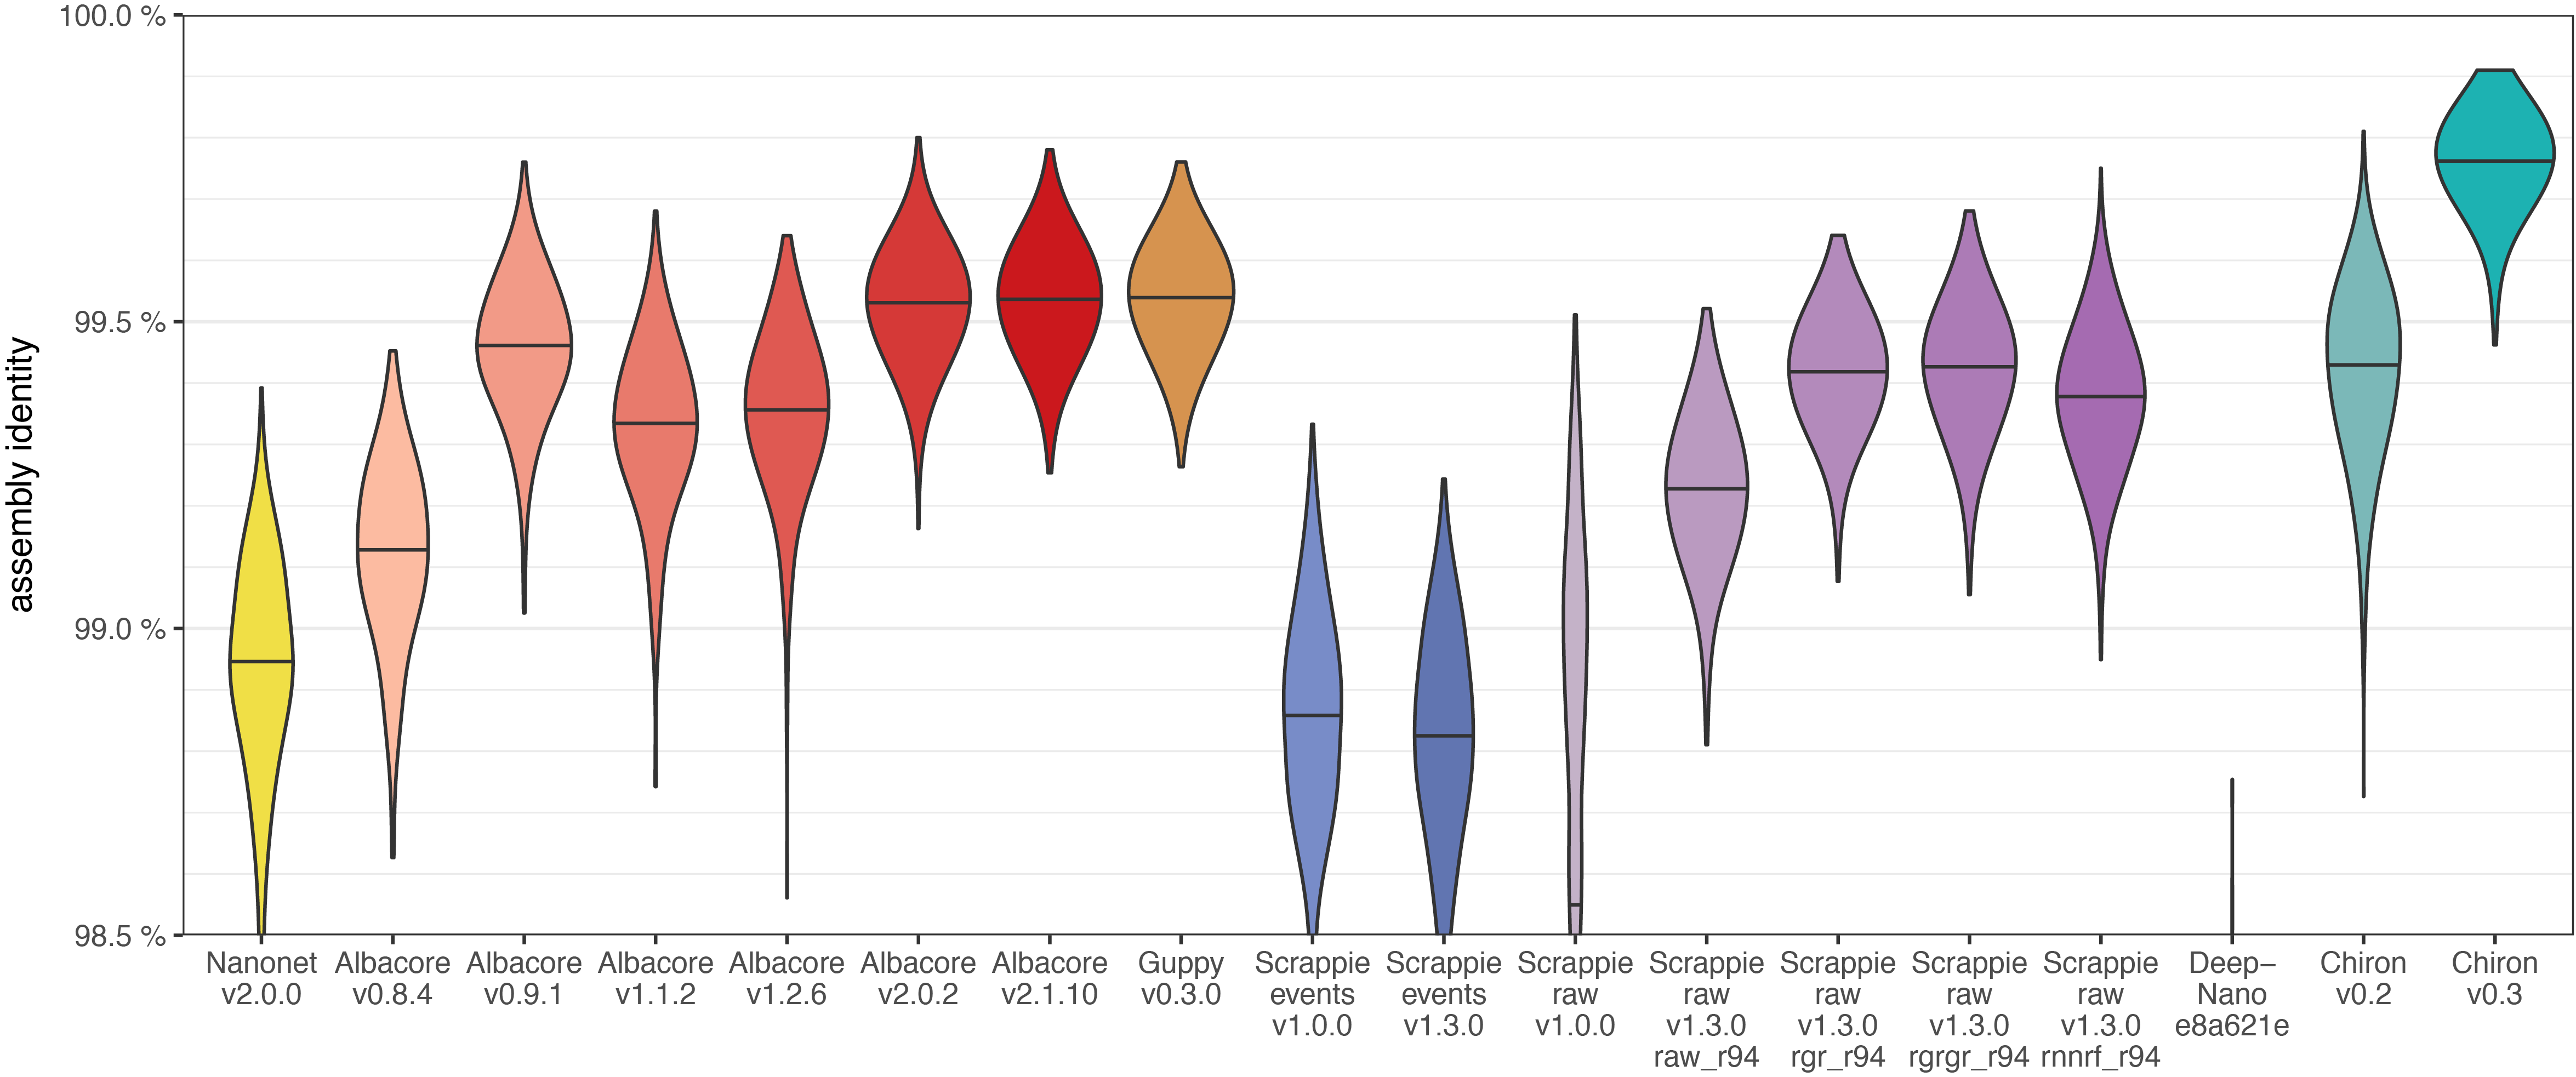 100.0 %
99.5 %
99.0 %
98.5 %
assembly identity
Nanonet
v2.0.0
Albacore
v0.8.4
Albacore
v0.9.1
Albacore
v1.1.2
Albacore
v1.2.6
Albacore
v2.0.2
Albacore
v2.1.10
Guppy
v0.3.0
Scrappie
events
v1.0.0
Scrappie
events
v1.3.0
Scrappie
raw
v1.0.0
Scrappie
raw
v1.3.0
raw_r94
Scrappie
raw
v1.3.0
rgr_r94
Scrappie
raw
v1.3.0
rgrgr_r94
Scrappie
raw
v1.3.0
rnnrf_r94
Deep–
Nano
e8a621e
Chiron
v0.2
Chiron
v0.3